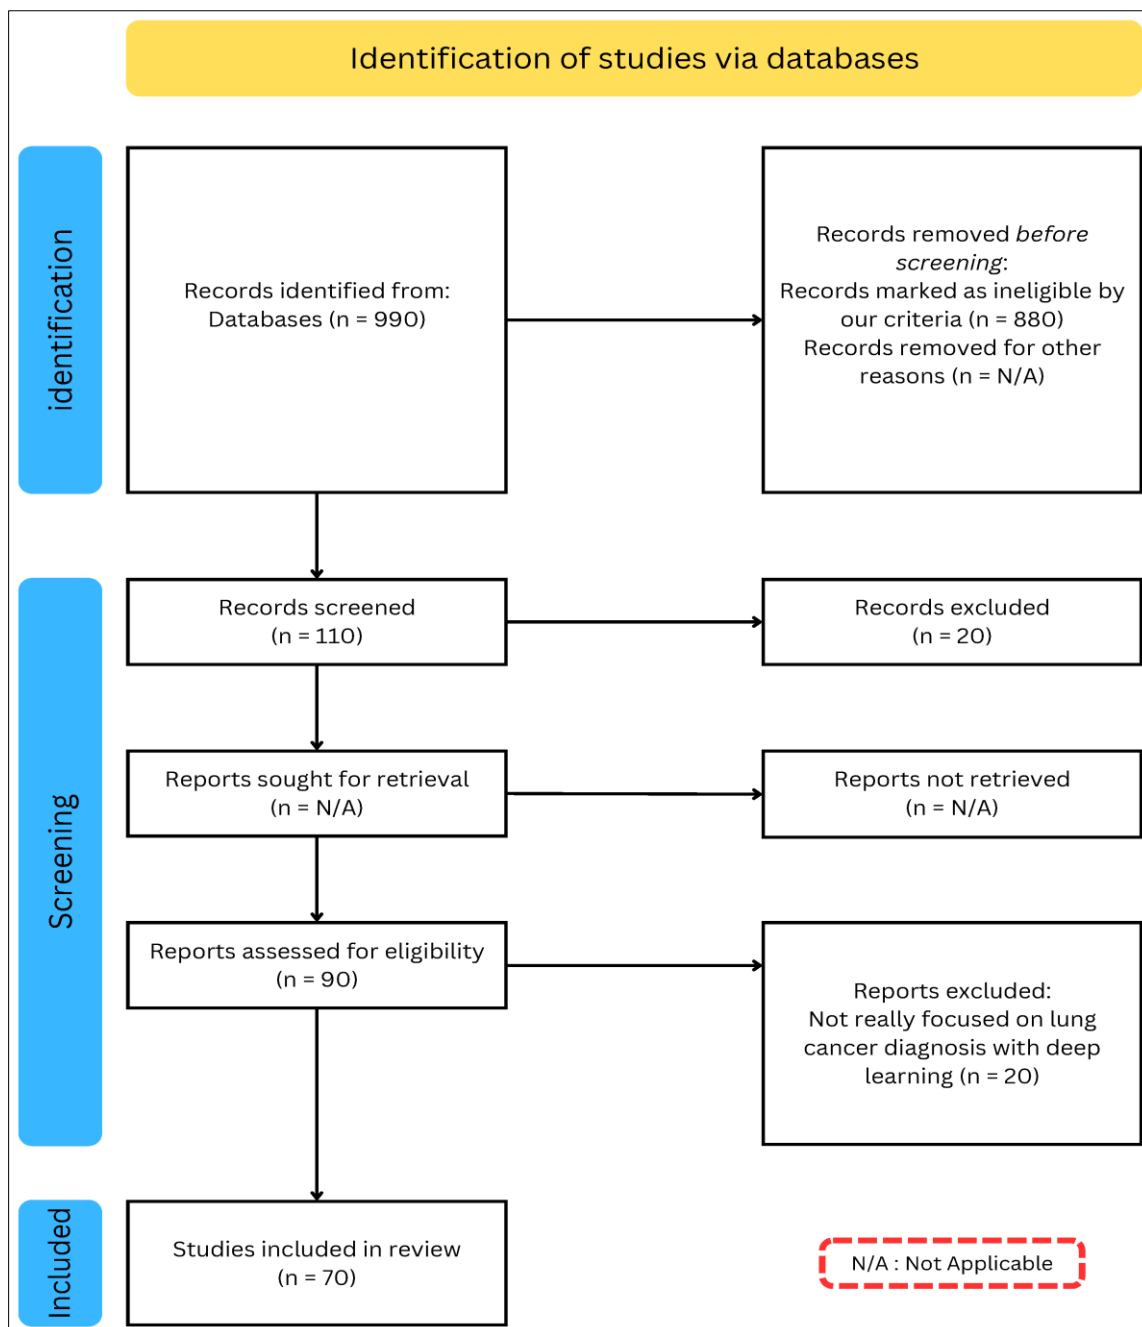 Identification of studies via databases
identification
Records identified from:
Databases (n = 990)
Records removed before
screening:
Records marked as ineligible by
our criteria (n = 880)
Records removed for other
reasons (n = N/A)
Screening
Records screened
(n = 110)
Records excluded
(n = 20)
Reports sought for retrieval
(n = N/A)
Reports not retrieved
(n = N/A)
Reports assessed for eligibility
(n = 90)
Reports excluded:
Not really focused on lung
cancer diagnosis with deep
learning (n = 20)
Included
Studies included in review
(n = 70)
N/A : Not Applicable